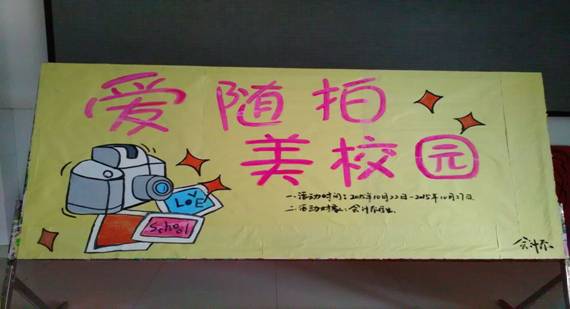 爱随拍
美校园
一.活动时间：2015年10月22日-2015年10月27日
二.活动对象：会计系师生.
LOVE
School
会计系